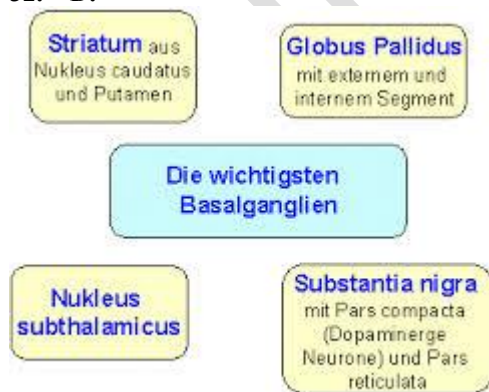 Striatum aus
Nukleus caudatus
und Putamen
Globus Pallidus
mit externem und
internem Segment
Die wichtigsten
Basalganglien
Nukleus
subthalamicus
Substantia nigra
mit Pars compacta
(Dopaminerge
Neurone) und Pars
reticulata